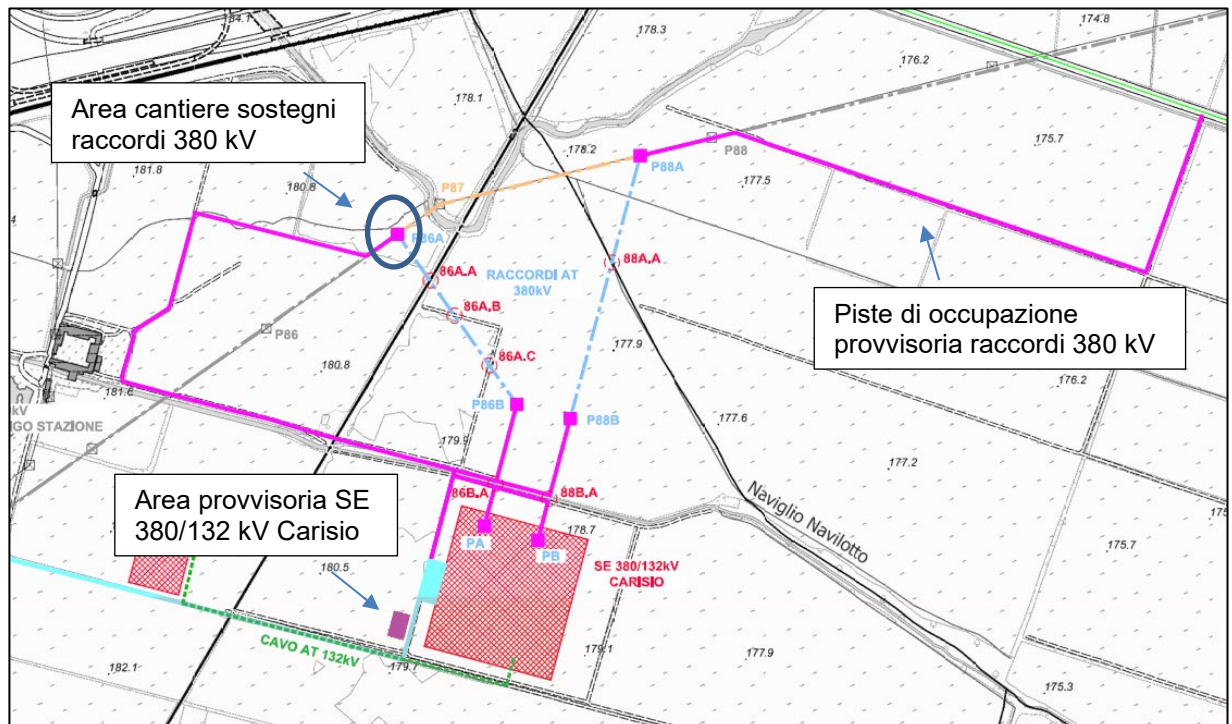 134.1
178.3
174.8
176.2
Area cantiere sostegni
raccordi 380 kV
178.1
175.7
178.2
P88
181.8
180.8
P87
P88A
177.5
P86A
88A.A
86A.A
RACCORDI AT
380kV
86A.B
Piste di occupazione
provvisoria raccordi 380 kV
P86
177.9
86A.C
180.8
176.2
181.6
P86B
P88B
kV
IGO STAZIONE
177.6
179.9
177.2
Area provvisoria SE
380/132 kV Carisio
86B.A
88B.A
Naviglio Navilotto
178.7
PA
PB
175.7
180.5
SE 380/132kV
CARISIO
CAVO AT 132kV
182.1
179.7
179.1
177.9
175.3